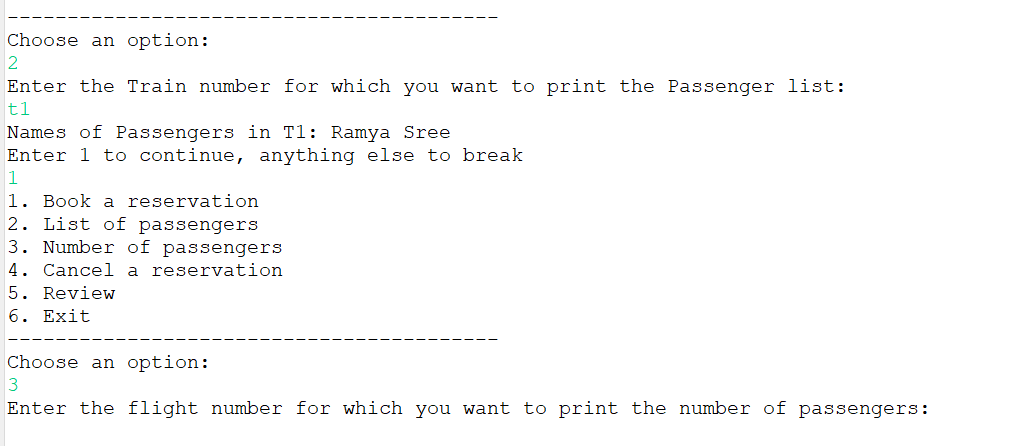 -----------------------------------------
Choose an option:
2
Enter the Train number for which you want to print the Passenger list:
t1
Names of Passengers in T1: Ramya Sree
Enter 1 to continue, anything else to break
1
1. Book a reservation
2. List of passengers
3. Number of passengers
4. Cancel a reservation
5. Review
6. Exit
-----------------------------------------
Choose an option:
3
Enter the flight number for which you want to print the number of passengers: